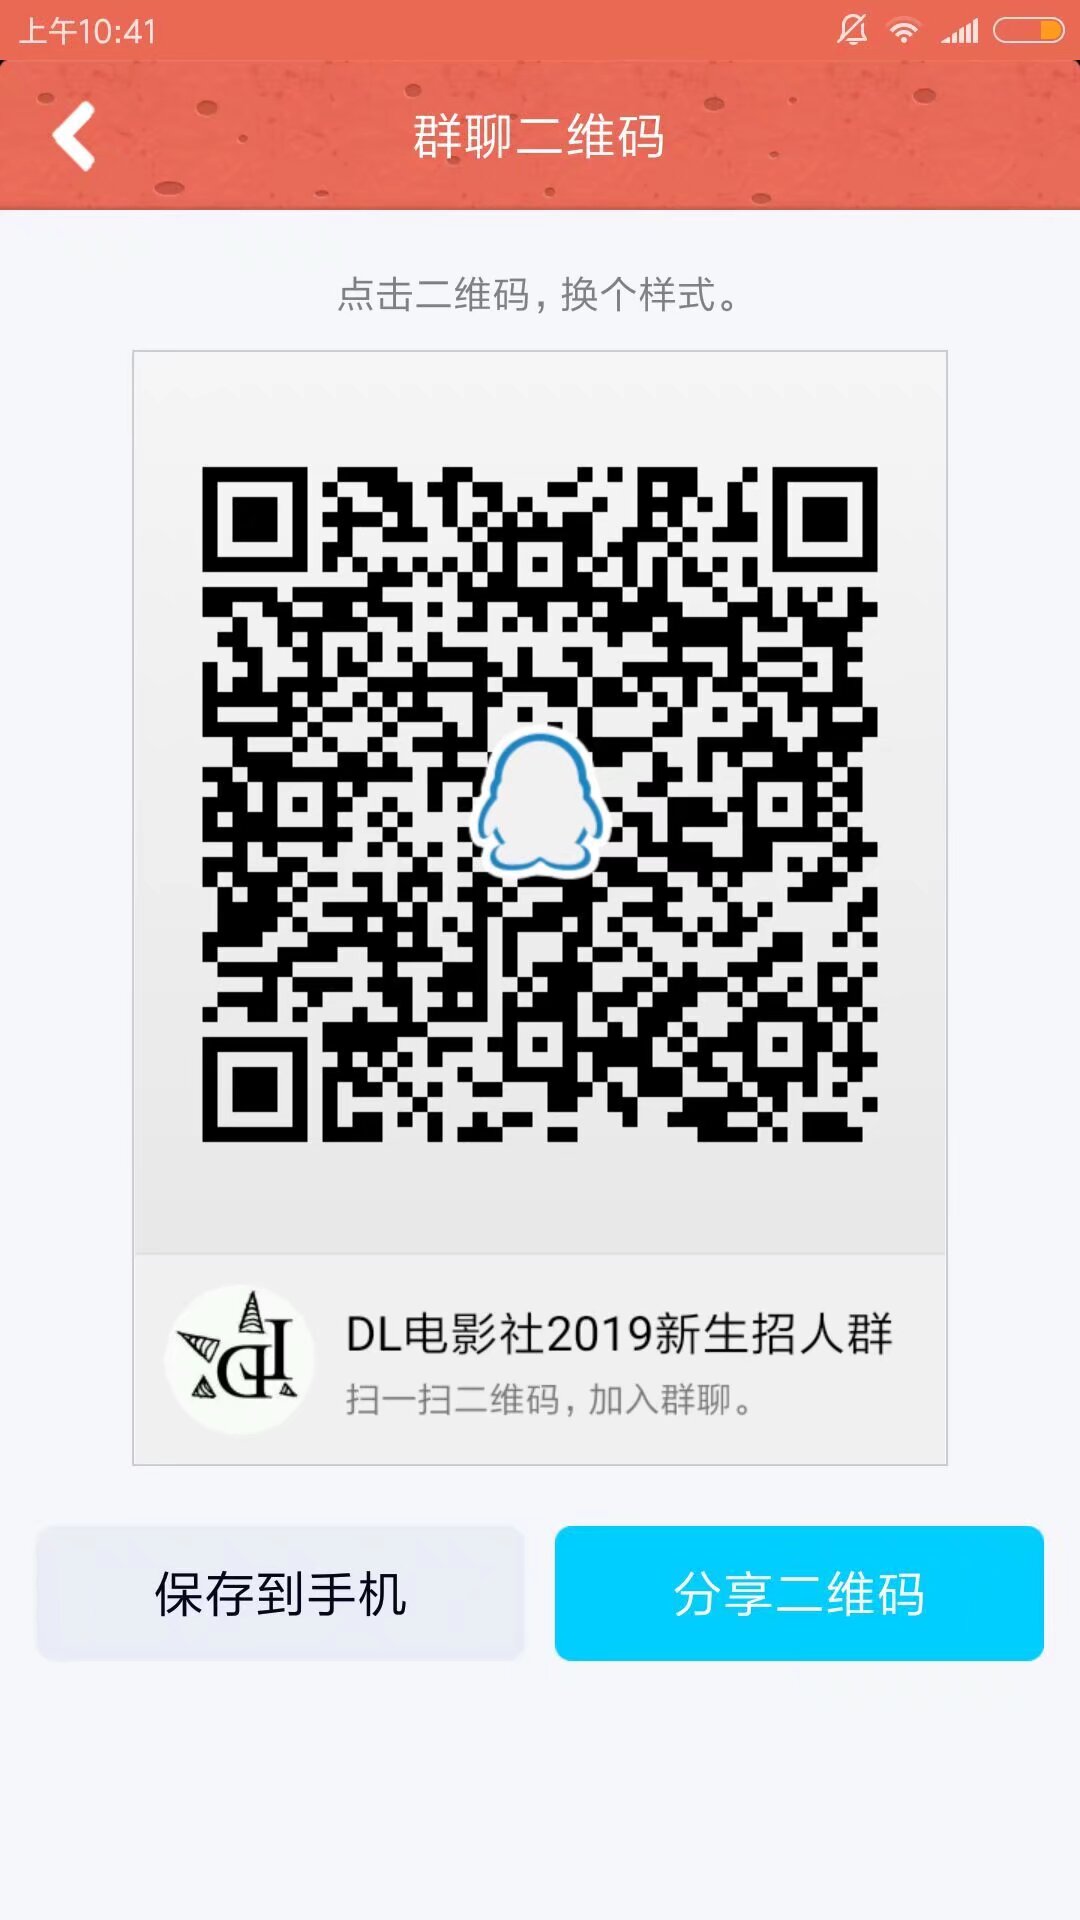 上午10:41
群聊二维码
点击二维码，换个样式。
DL电影社2019新生招人群
扫一扫二维码，加入群聊。
保存到手机
分享二维码